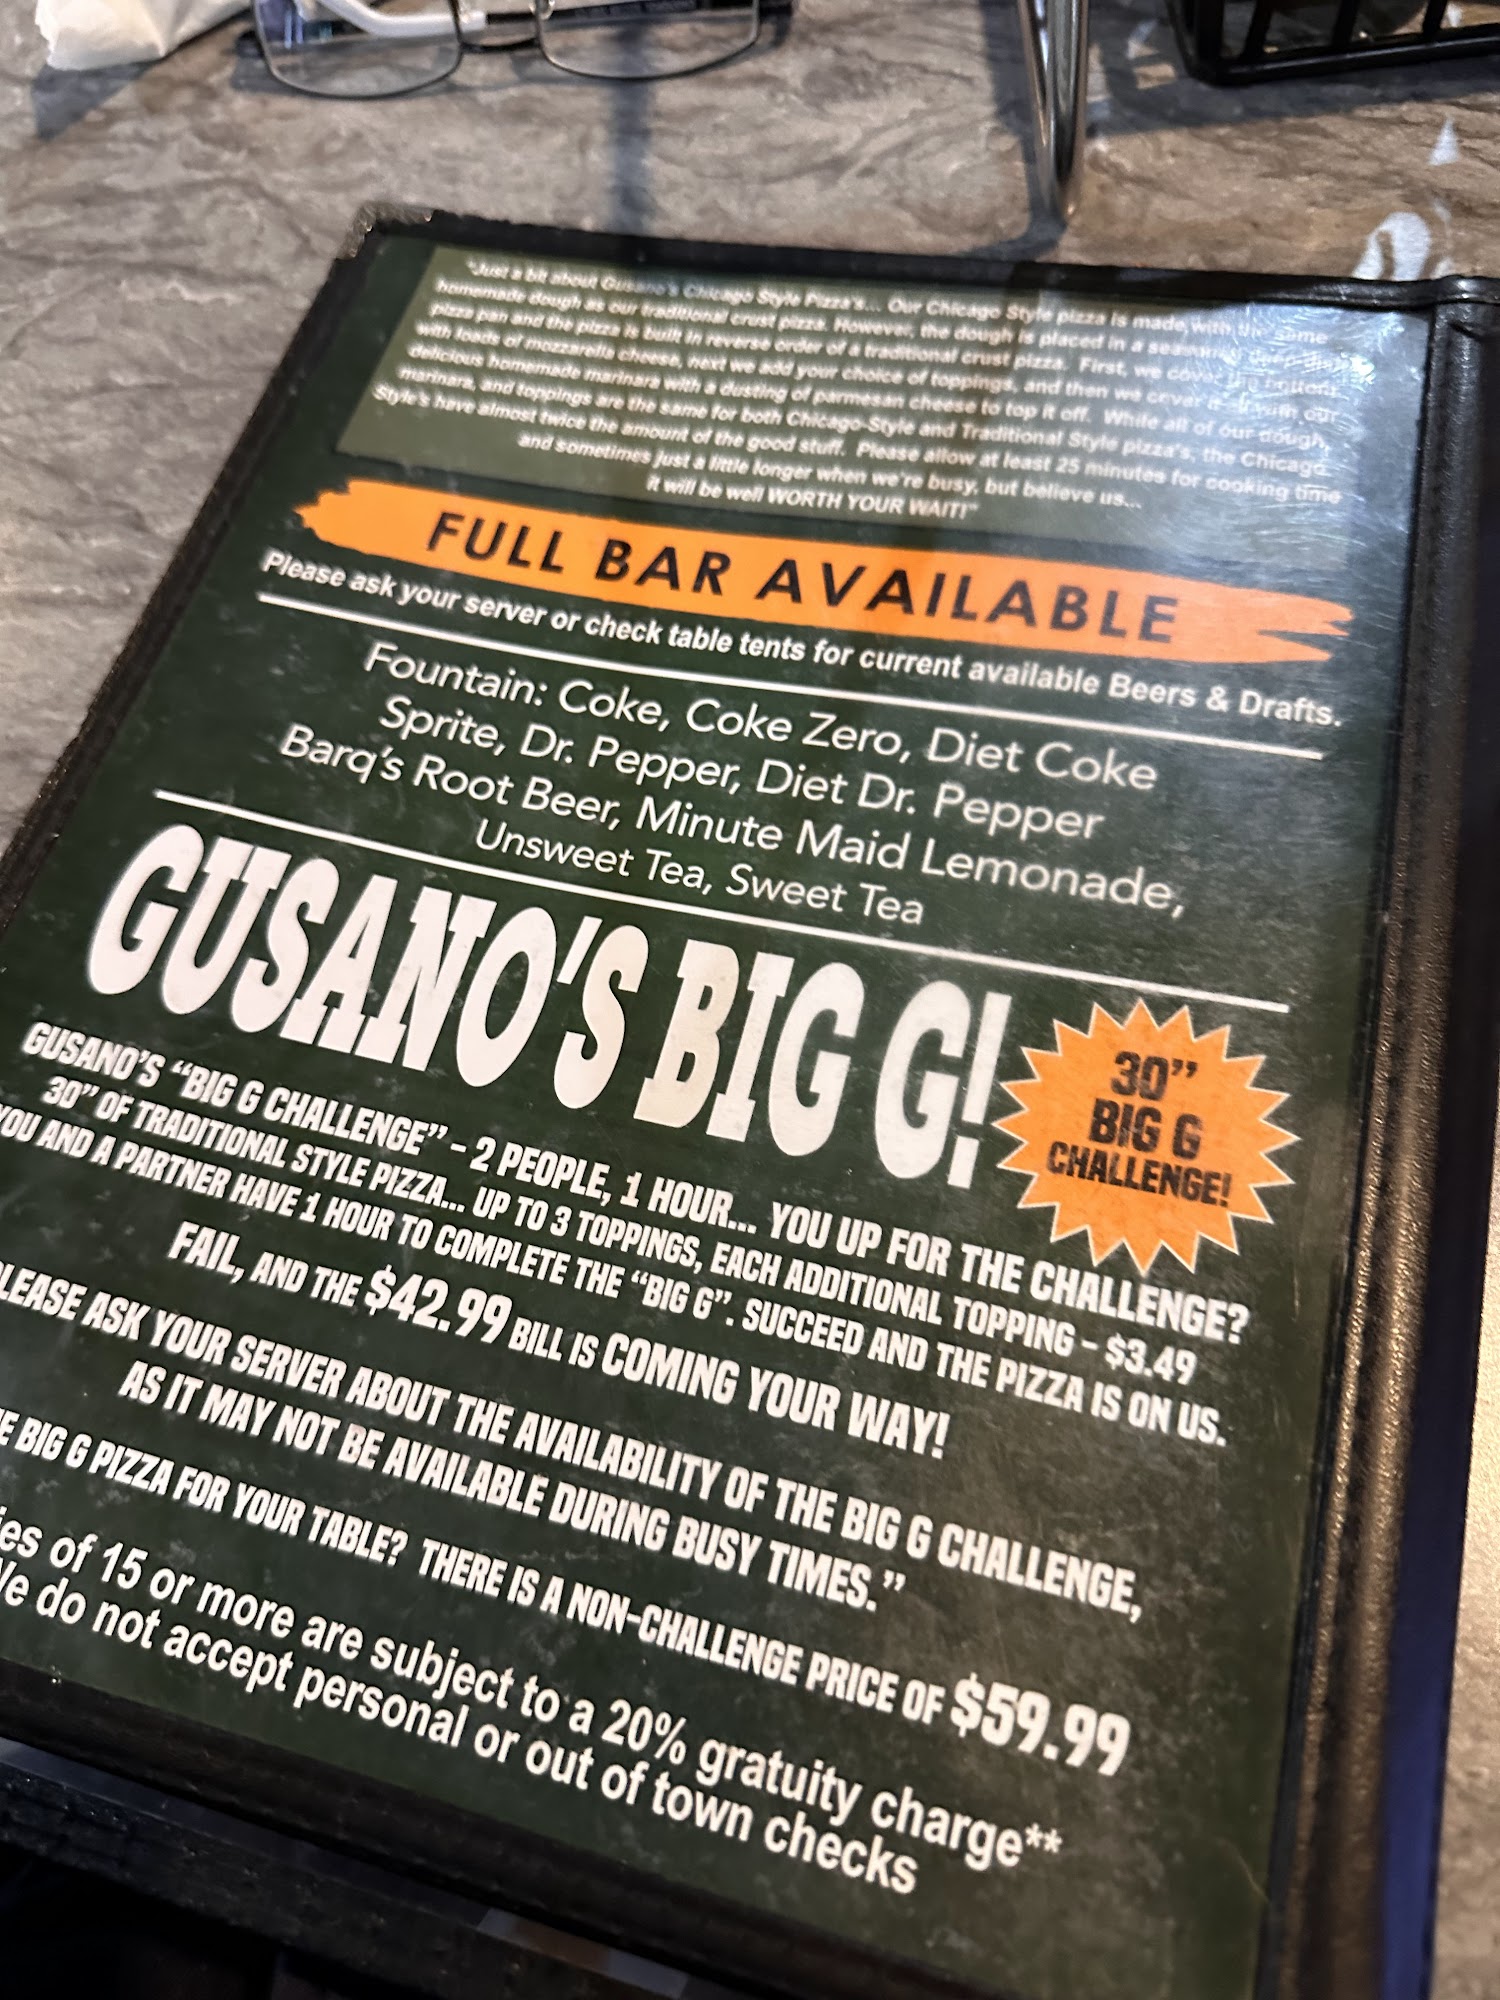 "Just a bit about Gusano's Chicago Style Pizza's... Our Chicago Style pizza is made with the same
homemade dough as our traditional crust pizza. However, the dough is placed in a seasoned deep dish
pizza pan and the pizza is built in reverse order of a traditional crust pizza. First, we cover the bottom
with loads of mozzarella cheese, next we add your choice of toppings, and then we cover it all with our
delicious homemade marinara with a dusting of parmesan cheese to top it off. While all of our dough,
marinara, and toppings are the same for both Chicago-Style and Traditional Style pizza's, the Chicago
Style's have almost twice the amount of the good stuff. Please allow at least 25 minutes for cooking time
and sometimes just a little longer when we're busy, but believe us...
it will be well WORTH YOUR WAIT!"
FULL BAR AVAILABLE
Please ask your server or check table tents for current available Beers & Drafts.
Fountain: Coke, Coke Zero, Diet Coke
Sprite, Dr. Pepper, Diet Dr. Pepper
Barq's Root Beer, Minute Maid Lemonade,
Unsweet Tea, Sweet Tea
GUSANO'S BIG G!
30"
BIG G
CHALLENGE!
GUSANO'S "BIG G CHALLENGE" - 2 PEOPLE, 1 HOUR... YOU UP FOR THE CHALLENGE?
30" OF TRADITIONAL STYLE PIZZA... UP TO 3 TOPPINGS, EACH ADDITIONAL TOPPING - $3.49
YOU AND A PARTNER HAVE 1 HOUR TO COMPLETE THE "BIG G". SUCCEED AND THE PIZZA IS ON US.
FAIL, AND THE $42.99 BILL IS COMING YOUR WAY!
LEASE ASK YOUR SERVER ABOUT THE AVAILABILITY OF THE BIG G CHALLENGE,
AS IT MAY NOT BE AVAILABLE DURING BUSY TIMES."
E BIG G PIZZA FOR YOUR TABLE? THERE IS A NON-CHALLENGE PRICE OF $59.99
ies of 15 or more are subject to a 20% gratuity charge**
We do not accept personal or out of town checks